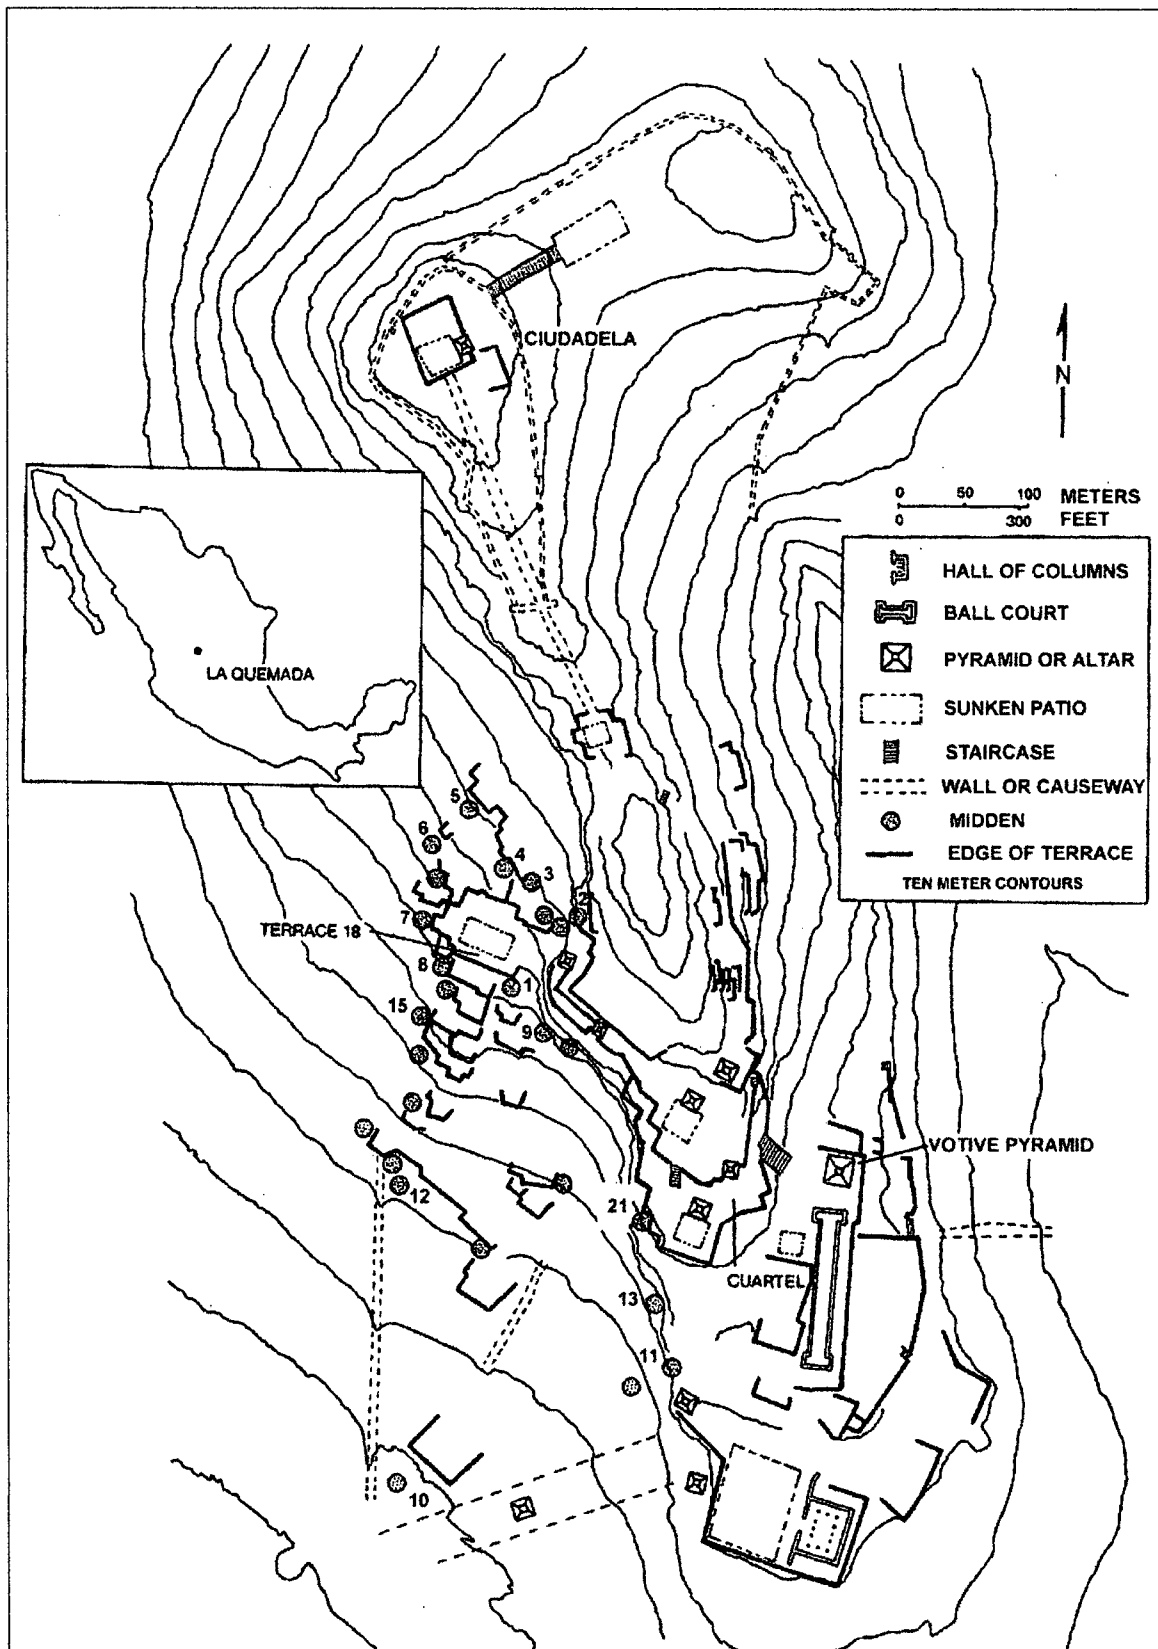 CIUDADELA
N
0 50 100 METERS
0 300 FEET
HALL OF COLUMNS
BALL COURT
PYRAMID OR ALTAR
SUNKEN PATIO
STAIRCASE
WALL OR CAUSEWAY
MIDDEN
EDGE OF TERRACE
TEN METER CONTOURS
LA QUEMADA
5
6
4
3
2
7
TERRACE 18
8
1
15
9
VOTIVE PYRAMID
12
21
CUARTEL
13
11
10